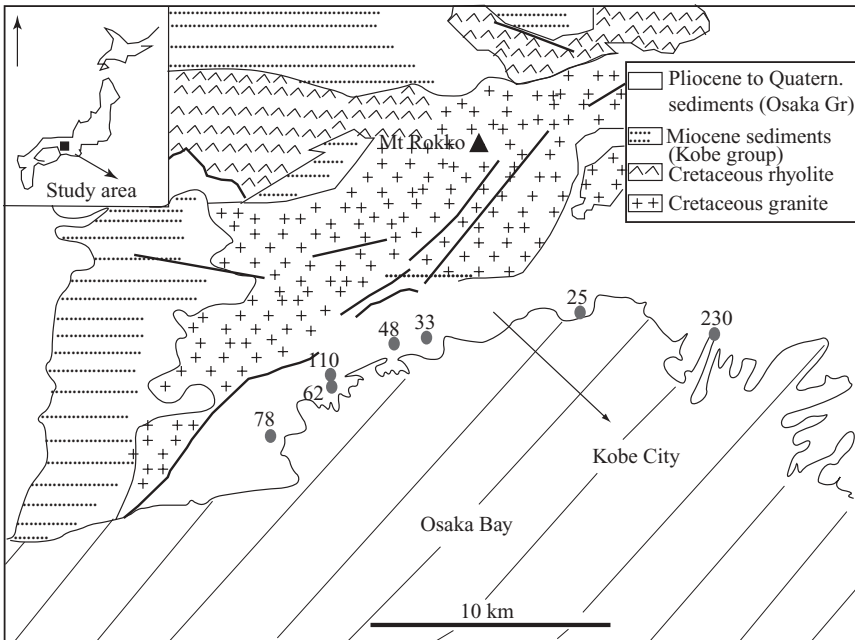 Study area
Mt Rokko
Pliocene to Quatern.
sediments (Osaka Gr)
Miocene sediments
(Kobe group)
Cretaceous rhyolite
Cretaceous granite
25
230
48
33
110
62
78
Kobe City
Osaka Bay
10 km